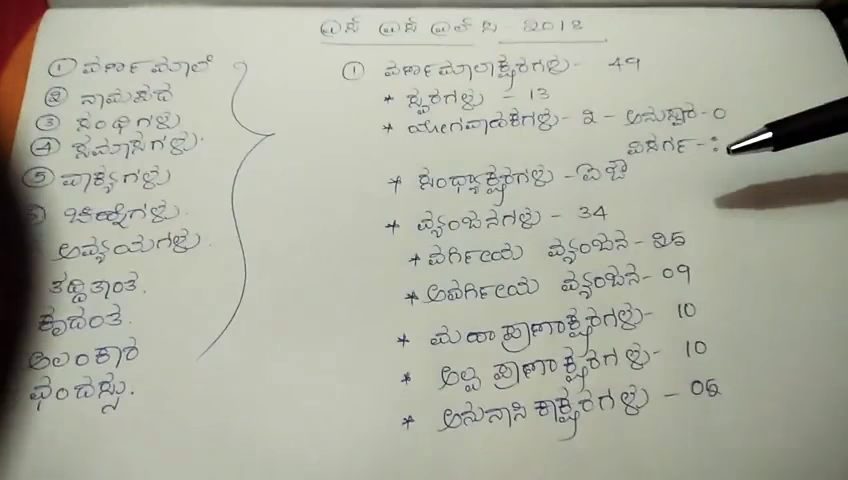 ಎಸ್ ಎಸ್ ಎಲ್ ಸಿ - 2018
① ವರ್ಣಮಾಲೆ
② ನಾಮಪದ
③ ಸಂಧಿಗಳು
④ ಸಮಾಸಗಳು.
⑤ ವಾಕ್ಯಗಳು
ಚಿಹ್ನೆಗಳು.
ಅವ್ಯಯಗಳು.
ತದ್ಧಿತಾಂತ.
ಕೃದಂತ.
ಅಲಂಕಾರ
ಛಂದಸ್ಸು.
① ವರ್ಣಮಾಲಾಕ್ಷರಗಳು- 49
* ಸ್ವರಗಳು - 13
* ಯೋಗವಾಹಕಗಳು - 2 - ಅನುಸ್ವಾರ - ೦
ವಿಸರ್ಗ - ಃ
* ಸಂಧ್ಯಾಕ್ಷರಗಳು - ಐ ಔ
* ವ್ಯಂಜನಗಳು - 34
* ವರ್ಗೀಯ ವ್ಯಂಜನ - 25
* ಅವರ್ಗೀಯ ವ್ಯಂಜನ - 09
* ಮಹಾ ಪ್ರಾಣಾಕ್ಷರಗಳು - 10
* ಅಲ್ಪ ಪ್ರಾಣಾಕ್ಷರಗಳು - 10
* ಅನುನಾಸಿಕಾಕ್ಷರಗಳು - 05